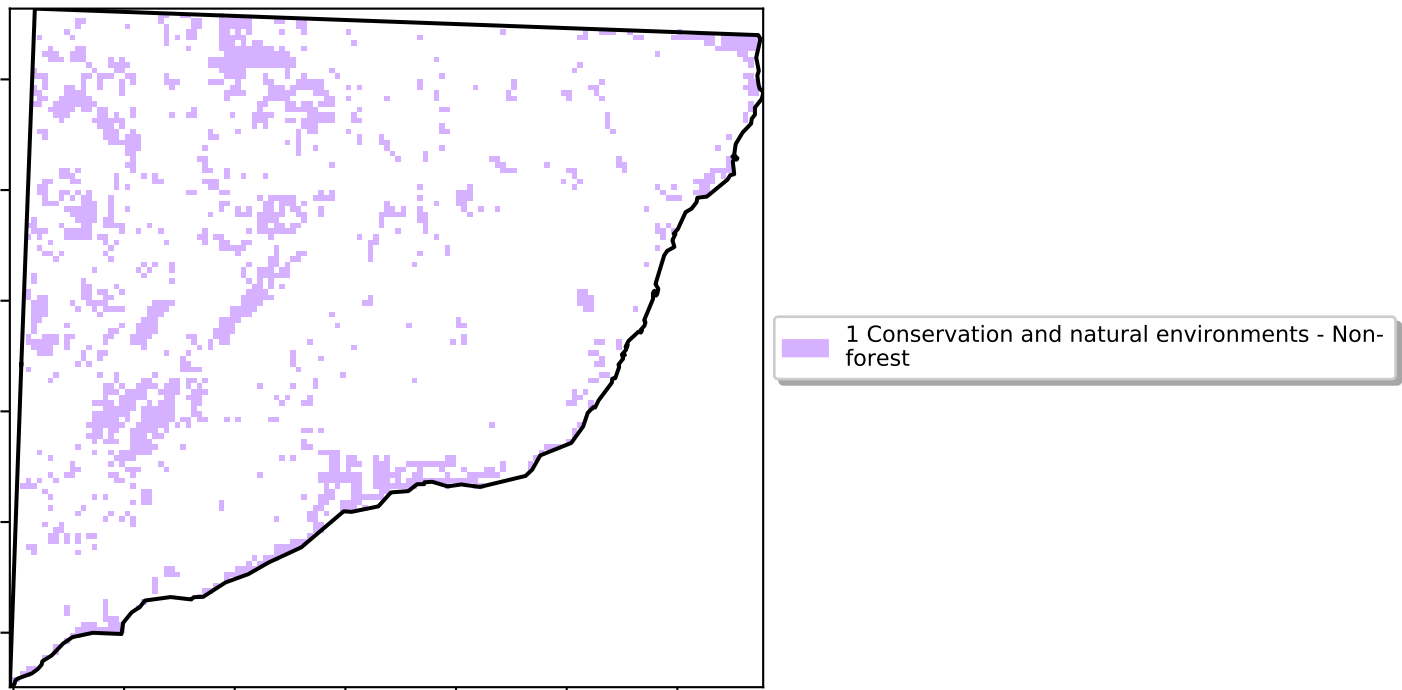 1 Conservation and natural environments - Non-
forest